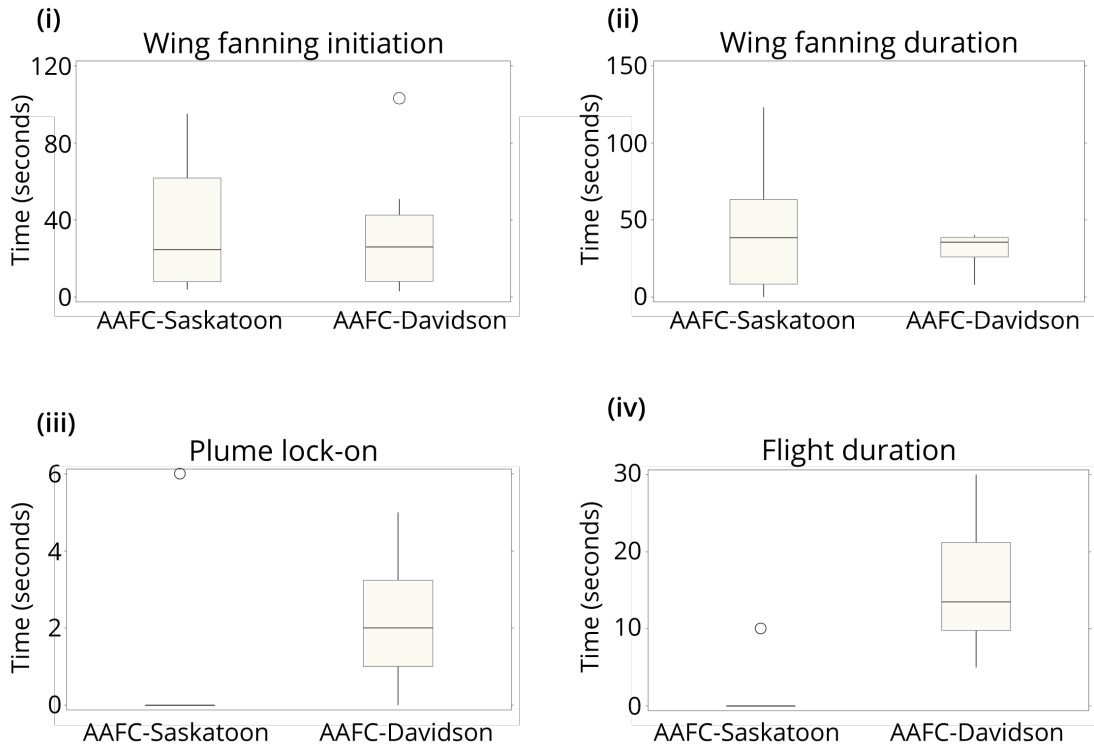 (i)
Wing fanning initiation
120
80
40
0
Time (seconds)
AAFC-Saskatoon AAFC-Davidson
(ii)
Wing fanning duration
150
100
50
0
Time (seconds)
AAFC-Saskatoon AAFC-Davidson
(iii)
Plume lock-on
6
4
2
0
Time (seconds)
AAFC-Saskatoon AAFC-Davidson
(iv)
Flight duration
30
20
10
0
Time (seconds)
AAFC-Saskatoon AAFC-Davidson